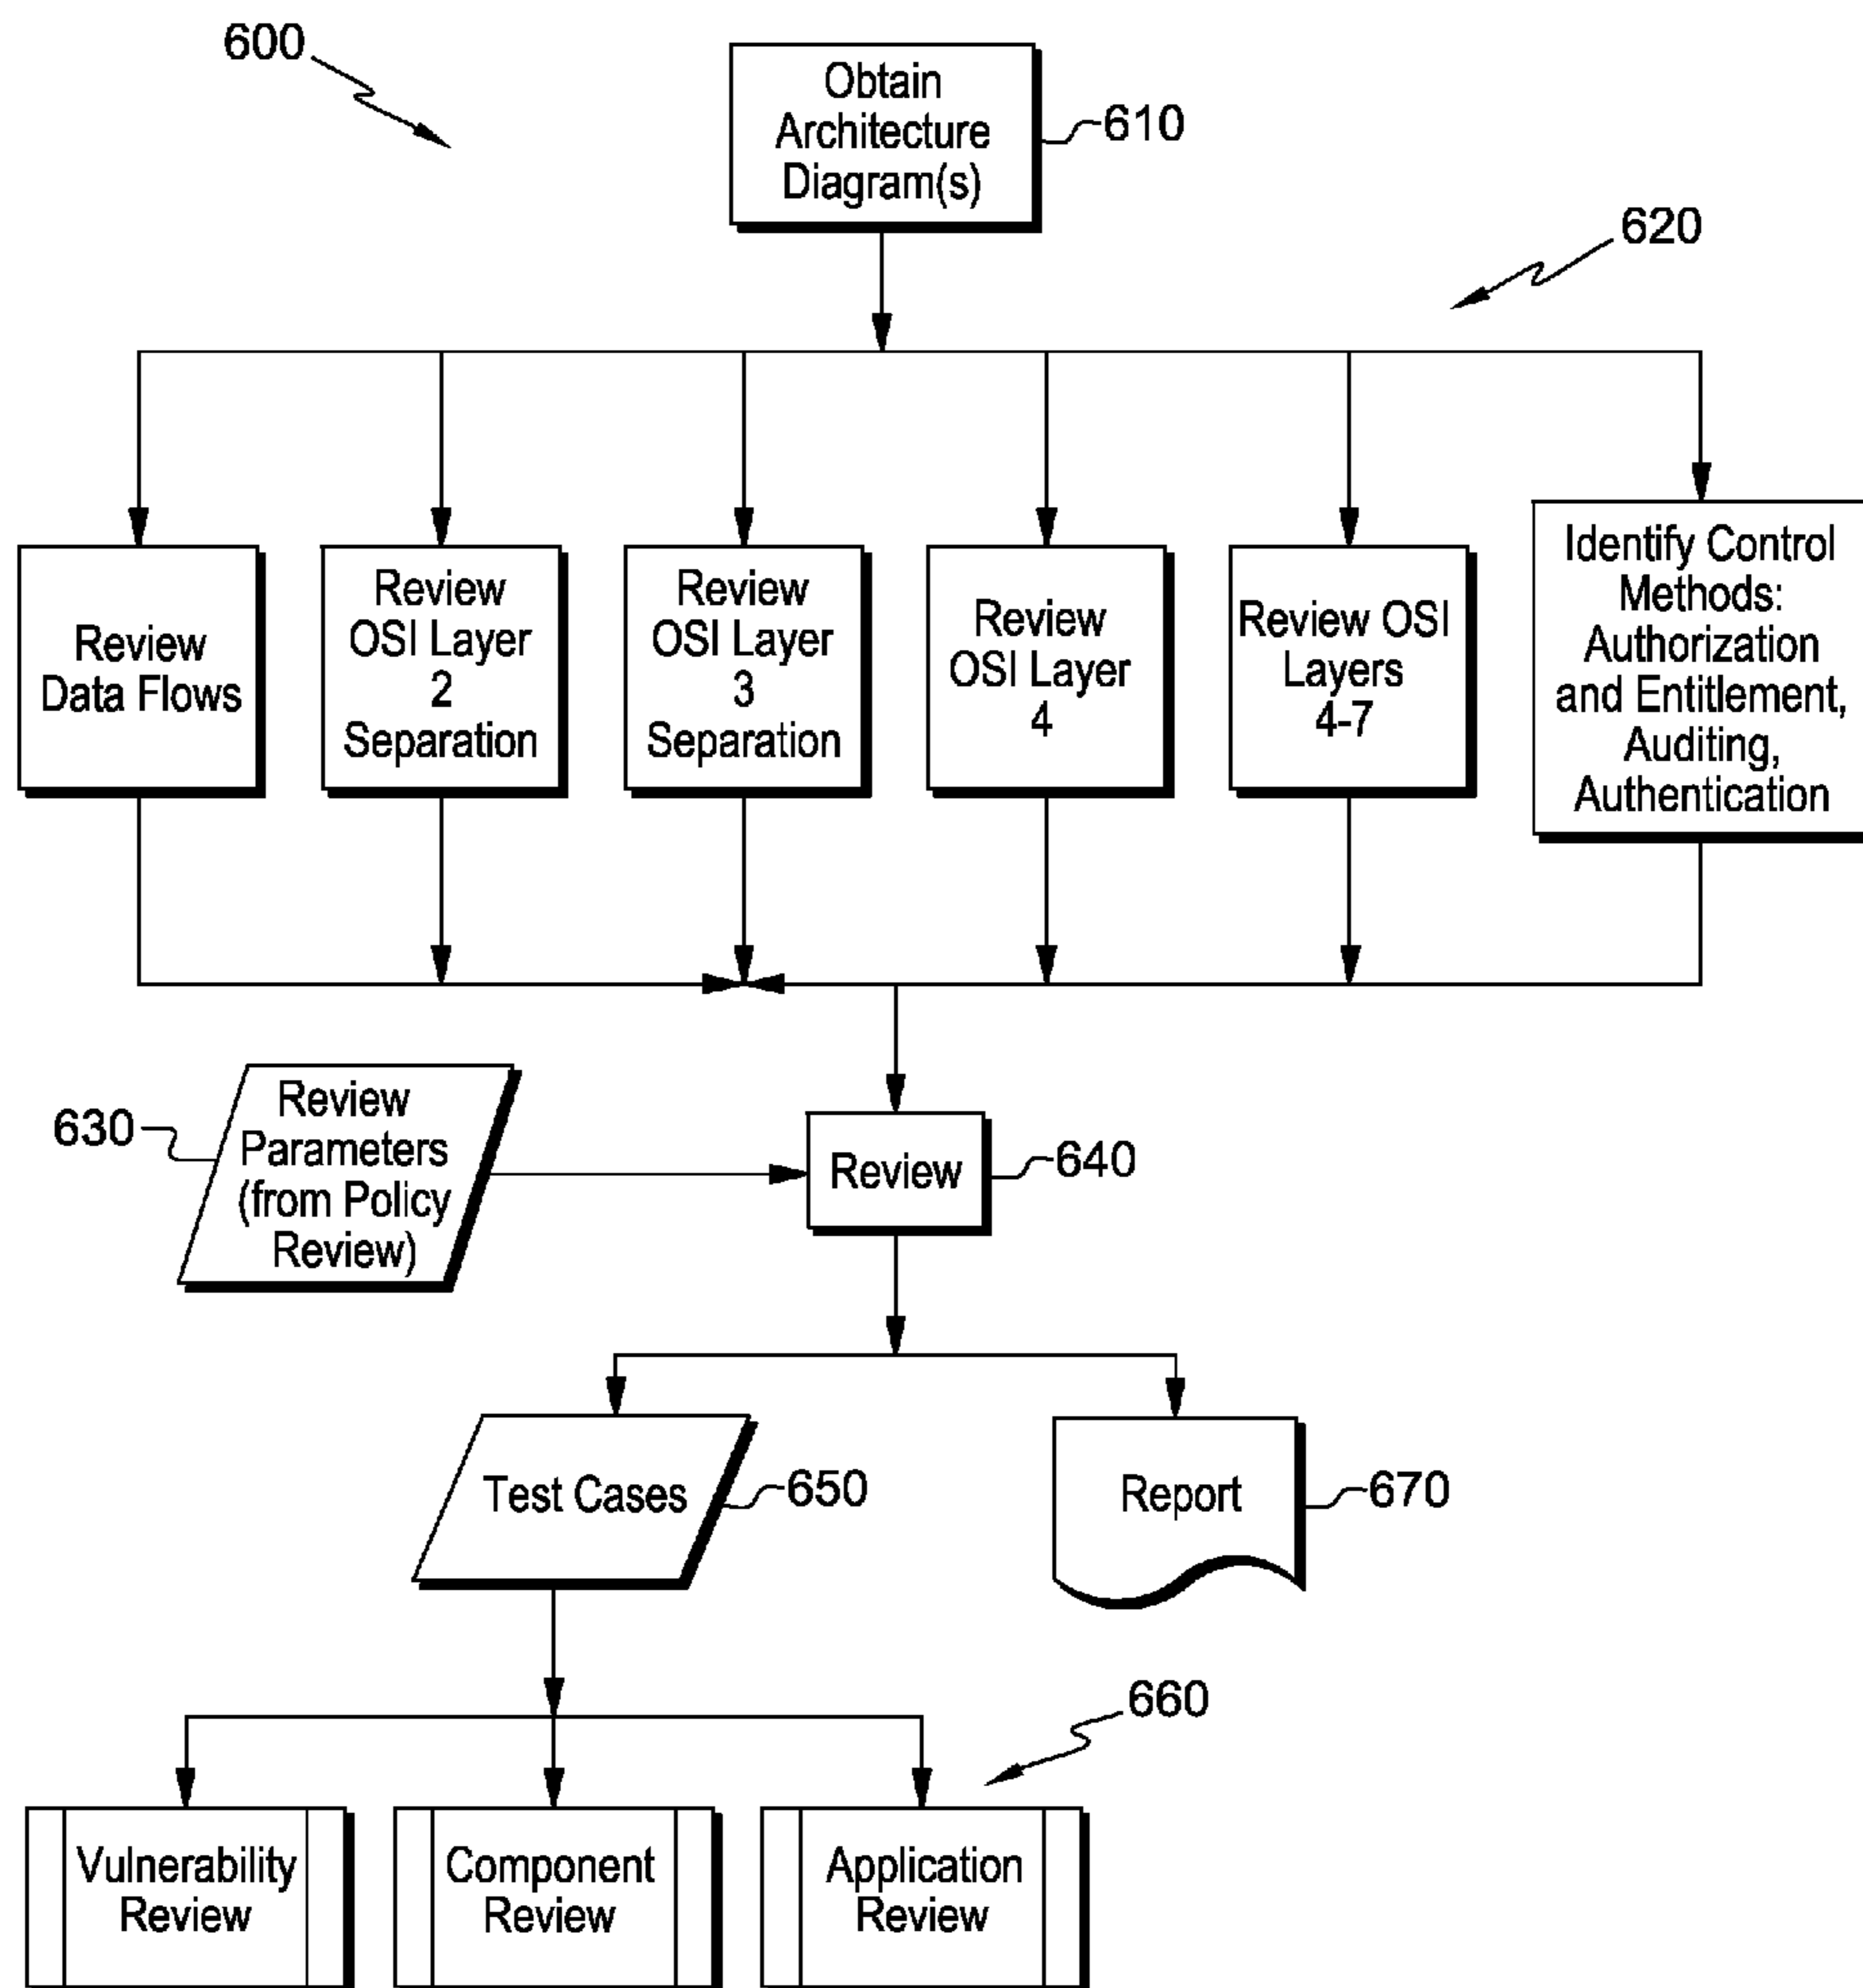 600
Obtain
Architecture
Diagram(s)
610
620
Review
Data Flows
Review
OSI Layer
2
Separation
Review
OSI Layer
3
Separation
Review
OSI Layer
4
Review OSI
Layers
4-7
Identify Control
Methods:
Authorization
and Entitlement,
Auditing,
Authentication
630
Review
Parameters
(from Policy
Review)
Review
640
Test Cases
650
Report
670
660
Vulnerability
Review
Component
Review
Application
Review